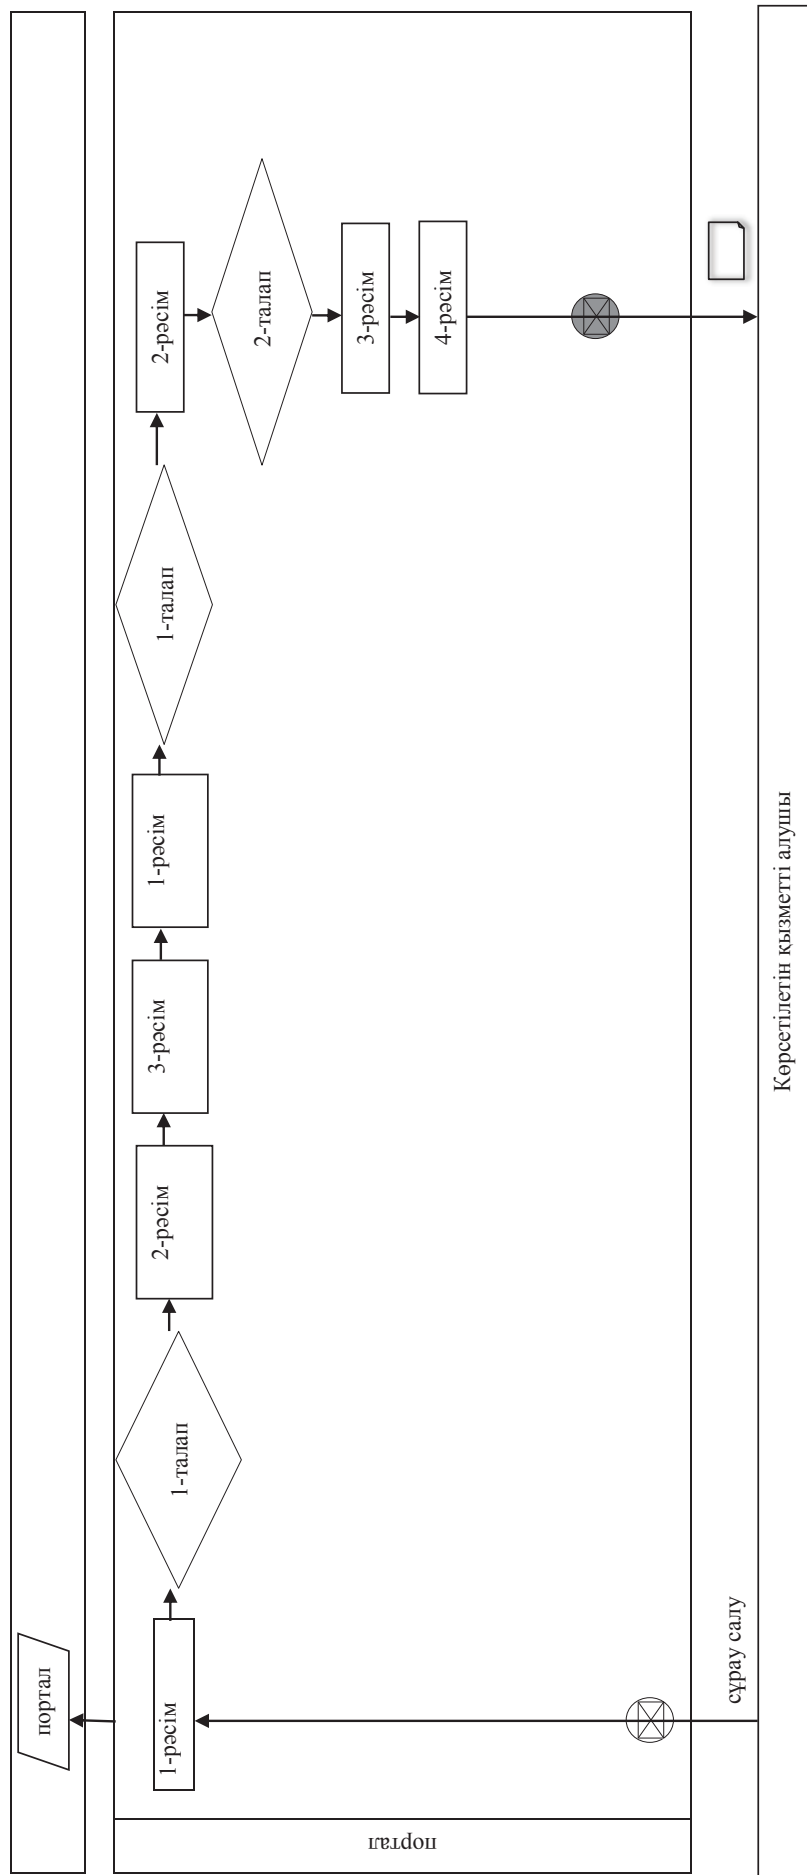 портал
портал
1-рәсім
1-талап
2-рәсім
3-рәсім
1-рәсім
1-талап
2-рәсім
2-талап
3-рәсім
4-рәсім
сұрау салу
Көрсетілетін қызметті алушы